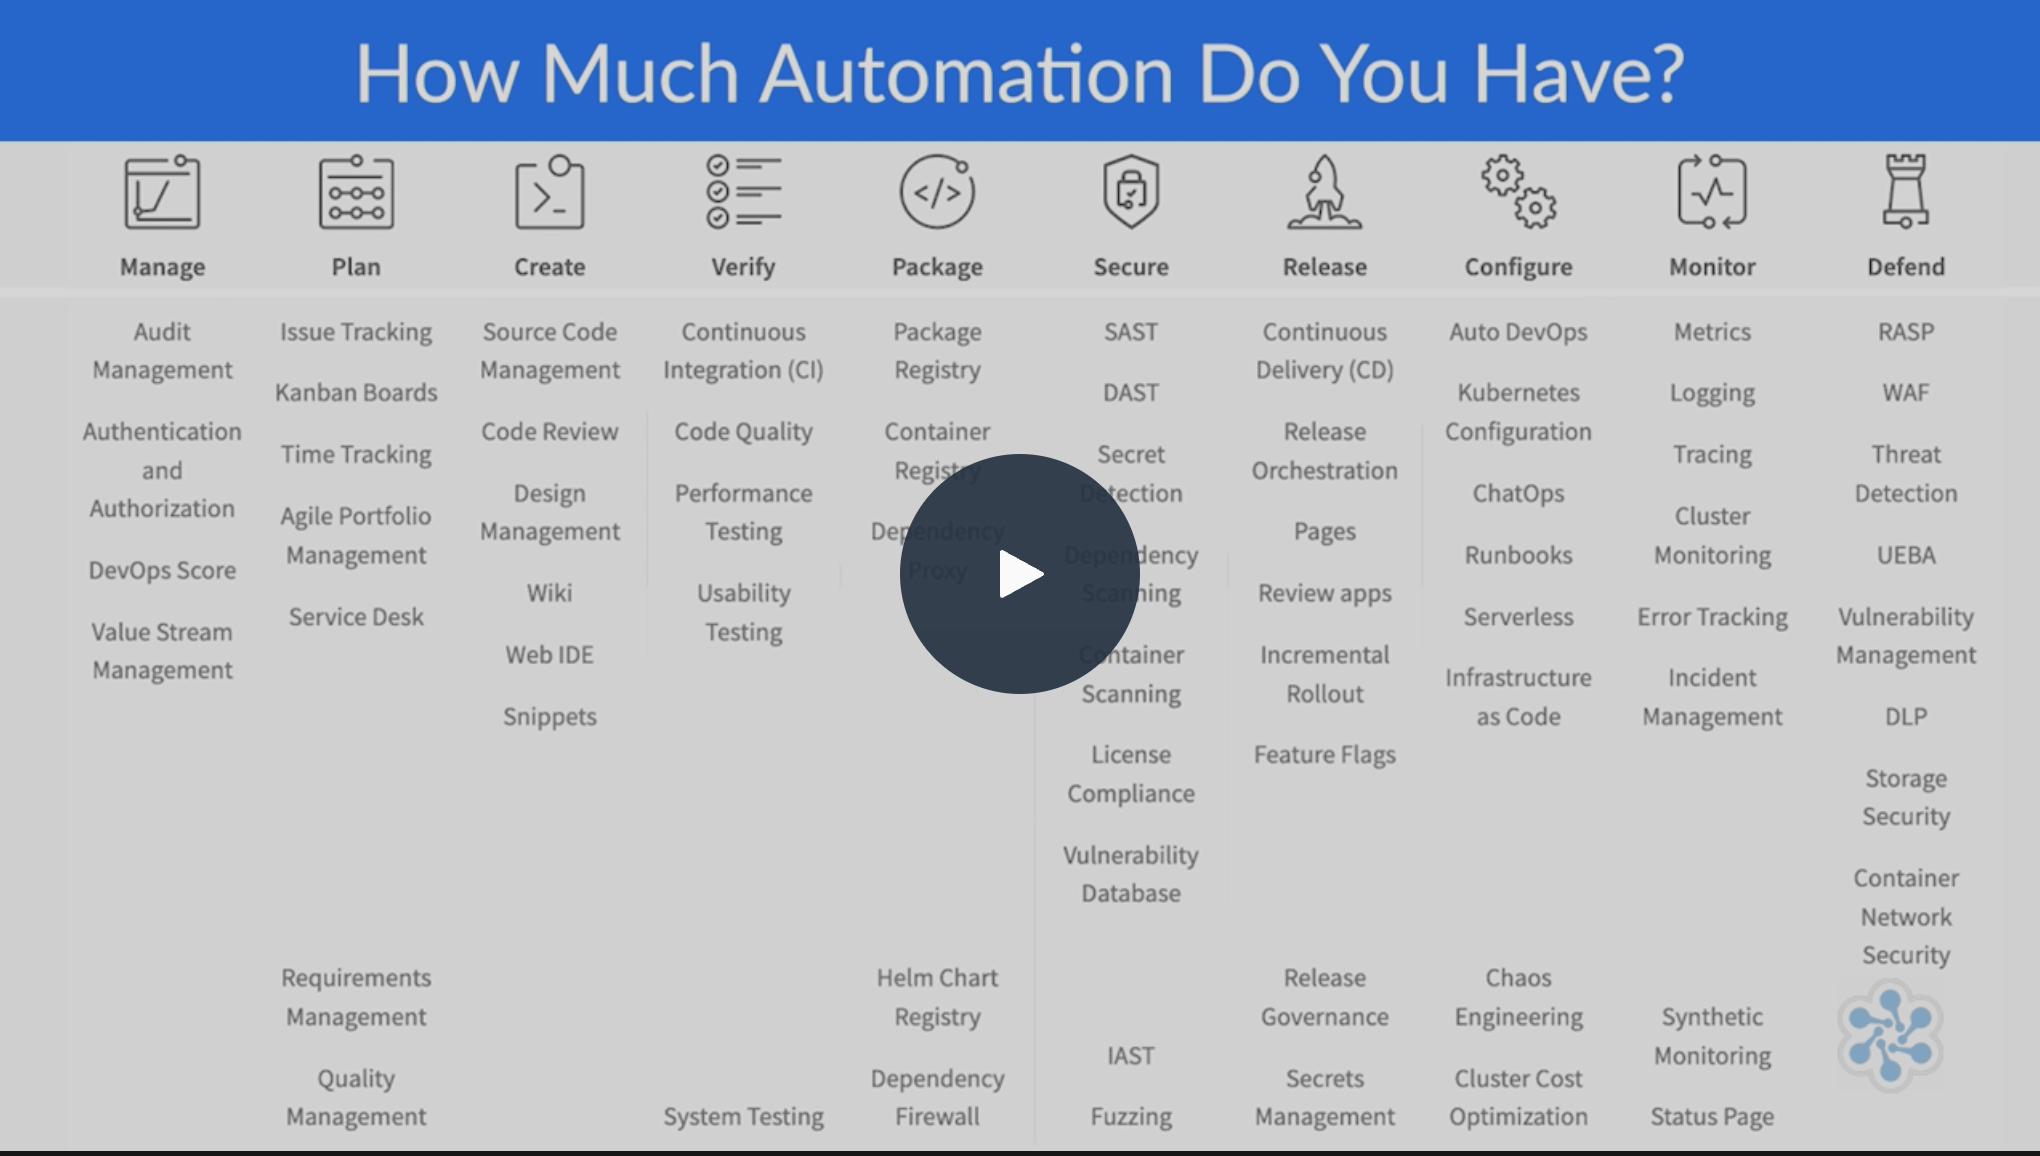 How Much Automation Do You Have?
Manage
Plan
Create
Verify
Package
Secure
Release
Configure
Monitor
Defend
Audit
Management
Authentication
and
Authorization
DevOps Score
Value Stream
Management
Issue Tracking
Kanban Boards
Time Tracking
Agile Portfolio
Management
Service Desk
Requirements
Management
Quality
Management
Source Code
Management
Code Review
Design
Management
Wiki
Web IDE
Snippets
Continuous
Integration (CI)
Code Quality
Performance
Testing
Usability
Testing
System Testing
Package
Registry
Container
Registry
Dependency
Proxy
Helm Chart
Registry
Dependency
Firewall
SAST
DAST
Secret
Detection
Dependency
Scanning
Container
Scanning
License
Compliance
Vulnerability
Database
IAST
Fuzzing
Continuous
Delivery (CD)
Release
Orchestration
Pages
Review apps
Incremental
Rollout
Feature Flags
Release
Governance
Secrets
Management
Auto DevOps
Kubernetes
Configuration
ChatOps
Runbooks
Serverless
Infrastructure
as Code
Chaos
Engineering
Cluster Cost
Optimization
Metrics
Logging
Tracing
Cluster
Monitoring
Error Tracking
Incident
Management
Synthetic
Monitoring
Status Page
RASP
WAF
Threat
Detection
UEBA
Vulnerability
Management
DLP
Storage
Security
Container
Network
Security